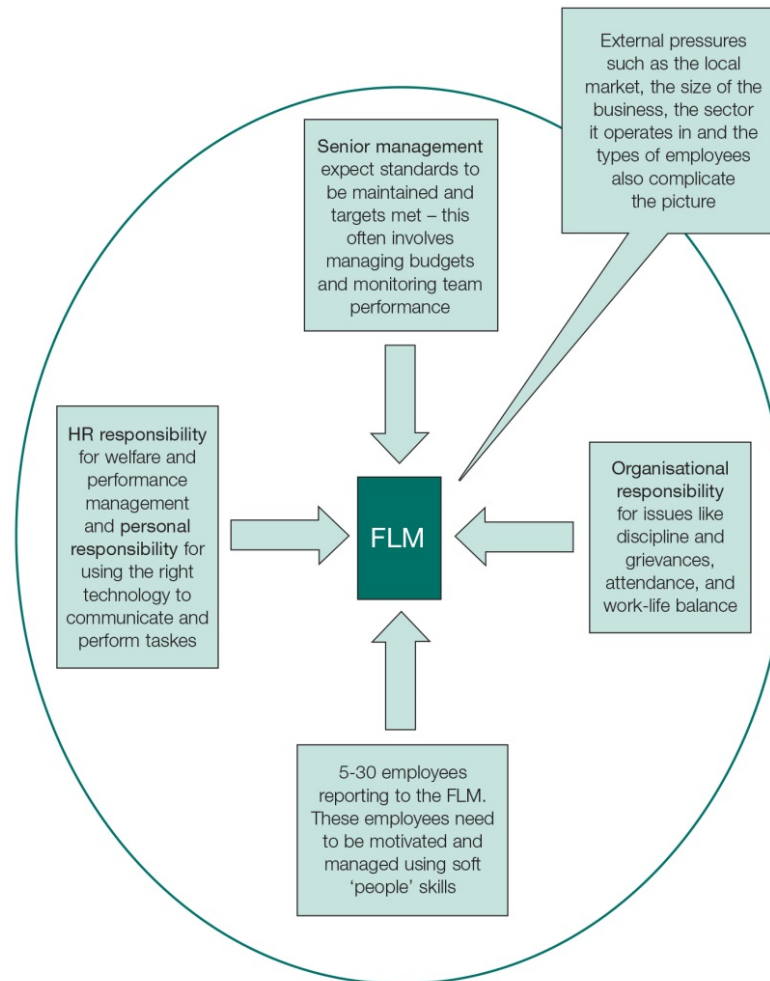 External pressures
such as the local
market, the size of the
business, the sector
it operates in and the
types of employees
also complicate
the picture
Senior management
expect standards to
be maintained and
targets met – this
often involves
managing budgets
and monitoring team
performance
HR responsibility
for welfare and
performance
management
and personal
responsibility for
using the right
technology to
communicate and
perform taskes
FLM
Organisational
responsibility
for issues like
discipline and
grievances,
attendance, and
work-life balance
5-30 employees
reporting to the FLM.
These employees need
to be motivated and
managed using soft
‘people’ skills